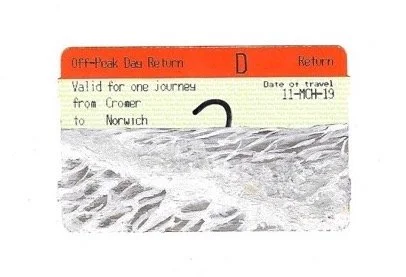 Off-Peak Day Return D Return
Valid for one journey Date of travel
from Cromer 11-MCH-19
to Norwich